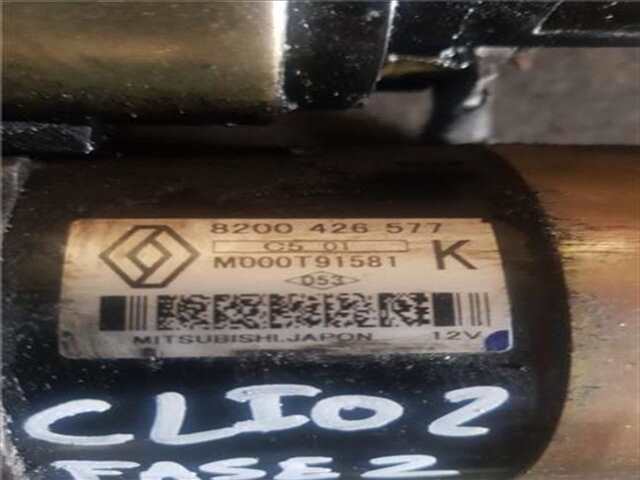 8200 426 577
C5 01
M000T91581 K
D53
MITSUBISHI JAPON 12V
CLIO 2
FASE 2